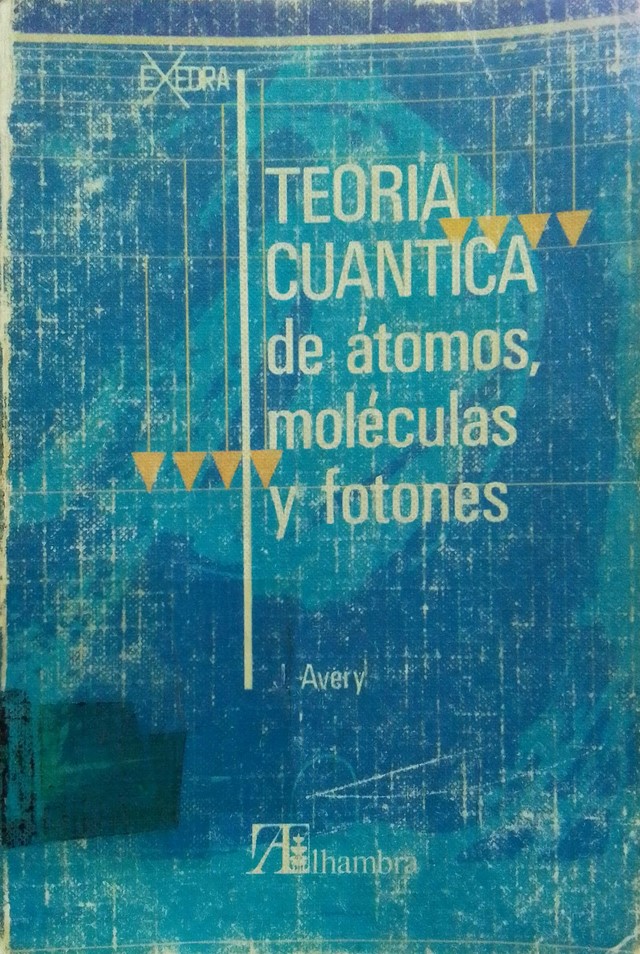 EXEDRA
TEORIA
CUANTICA
de átomos,
moléculas
y fotones
J Avery
Alhambra